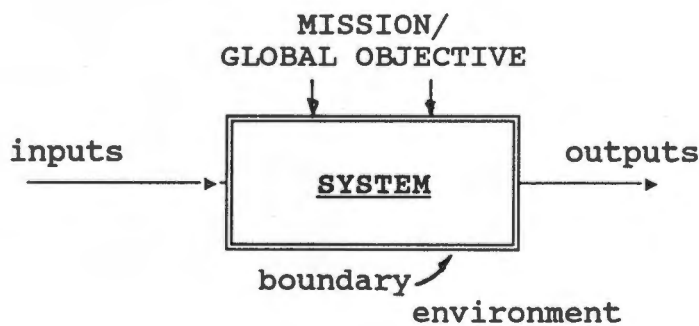 MISSION/
GLOBAL OBJECTIVE
inputs
outputs
SYSTEM
boundary
environment